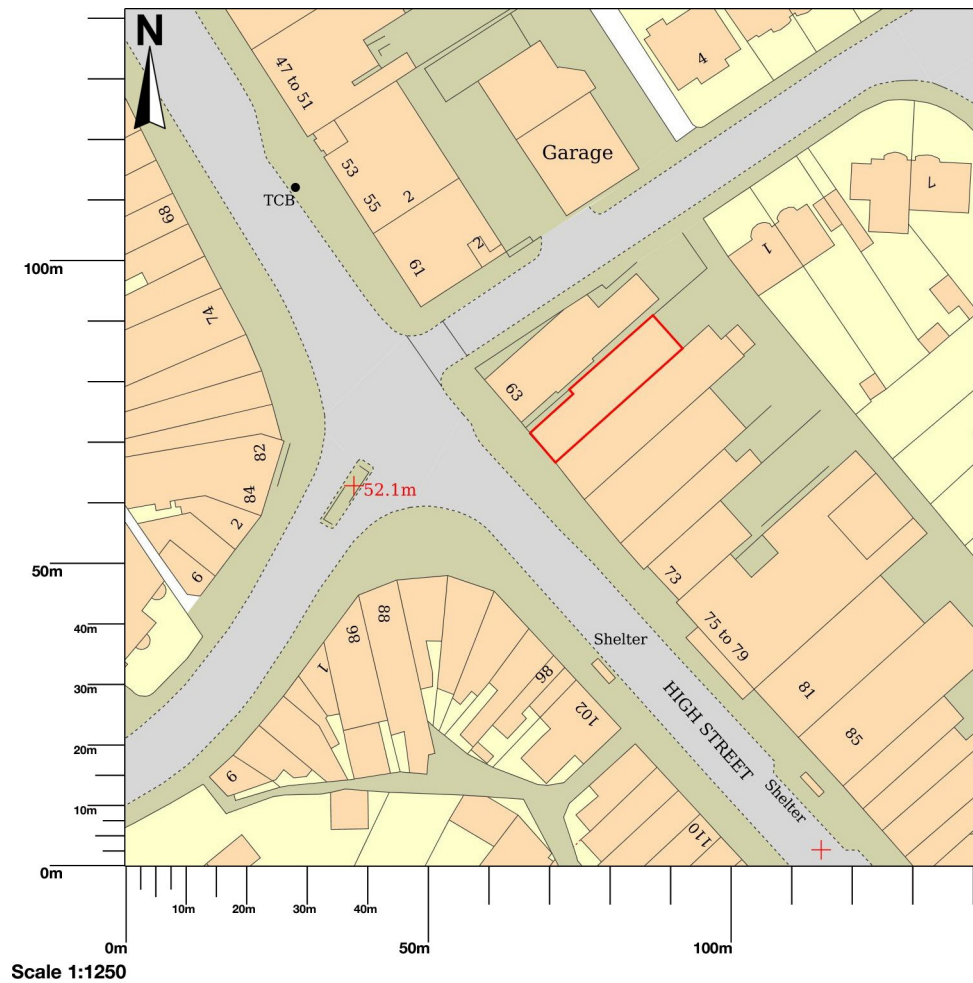 N
47 to 51
4
Garage
53
55
2
TCB
68
7
2
1
61
100m
74
63
82
52.1m
84
2
50m
6
73
88
40m
86
Shelter
75 to 79
1
98
30m
81
102
HIGH STREET
85
20m
6
Shelter
10m
110
0m
10m 20m 30m 40m
0m 50m 100m
Scale 1:1250